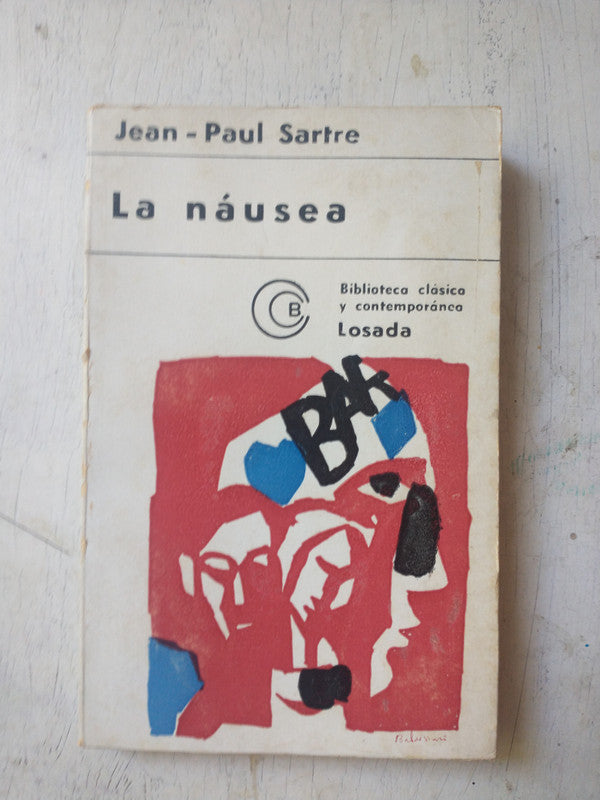 Jean-Paul Sartre
La náusea
B
Biblioteca clásica
y contemporánea
Losada
BAR